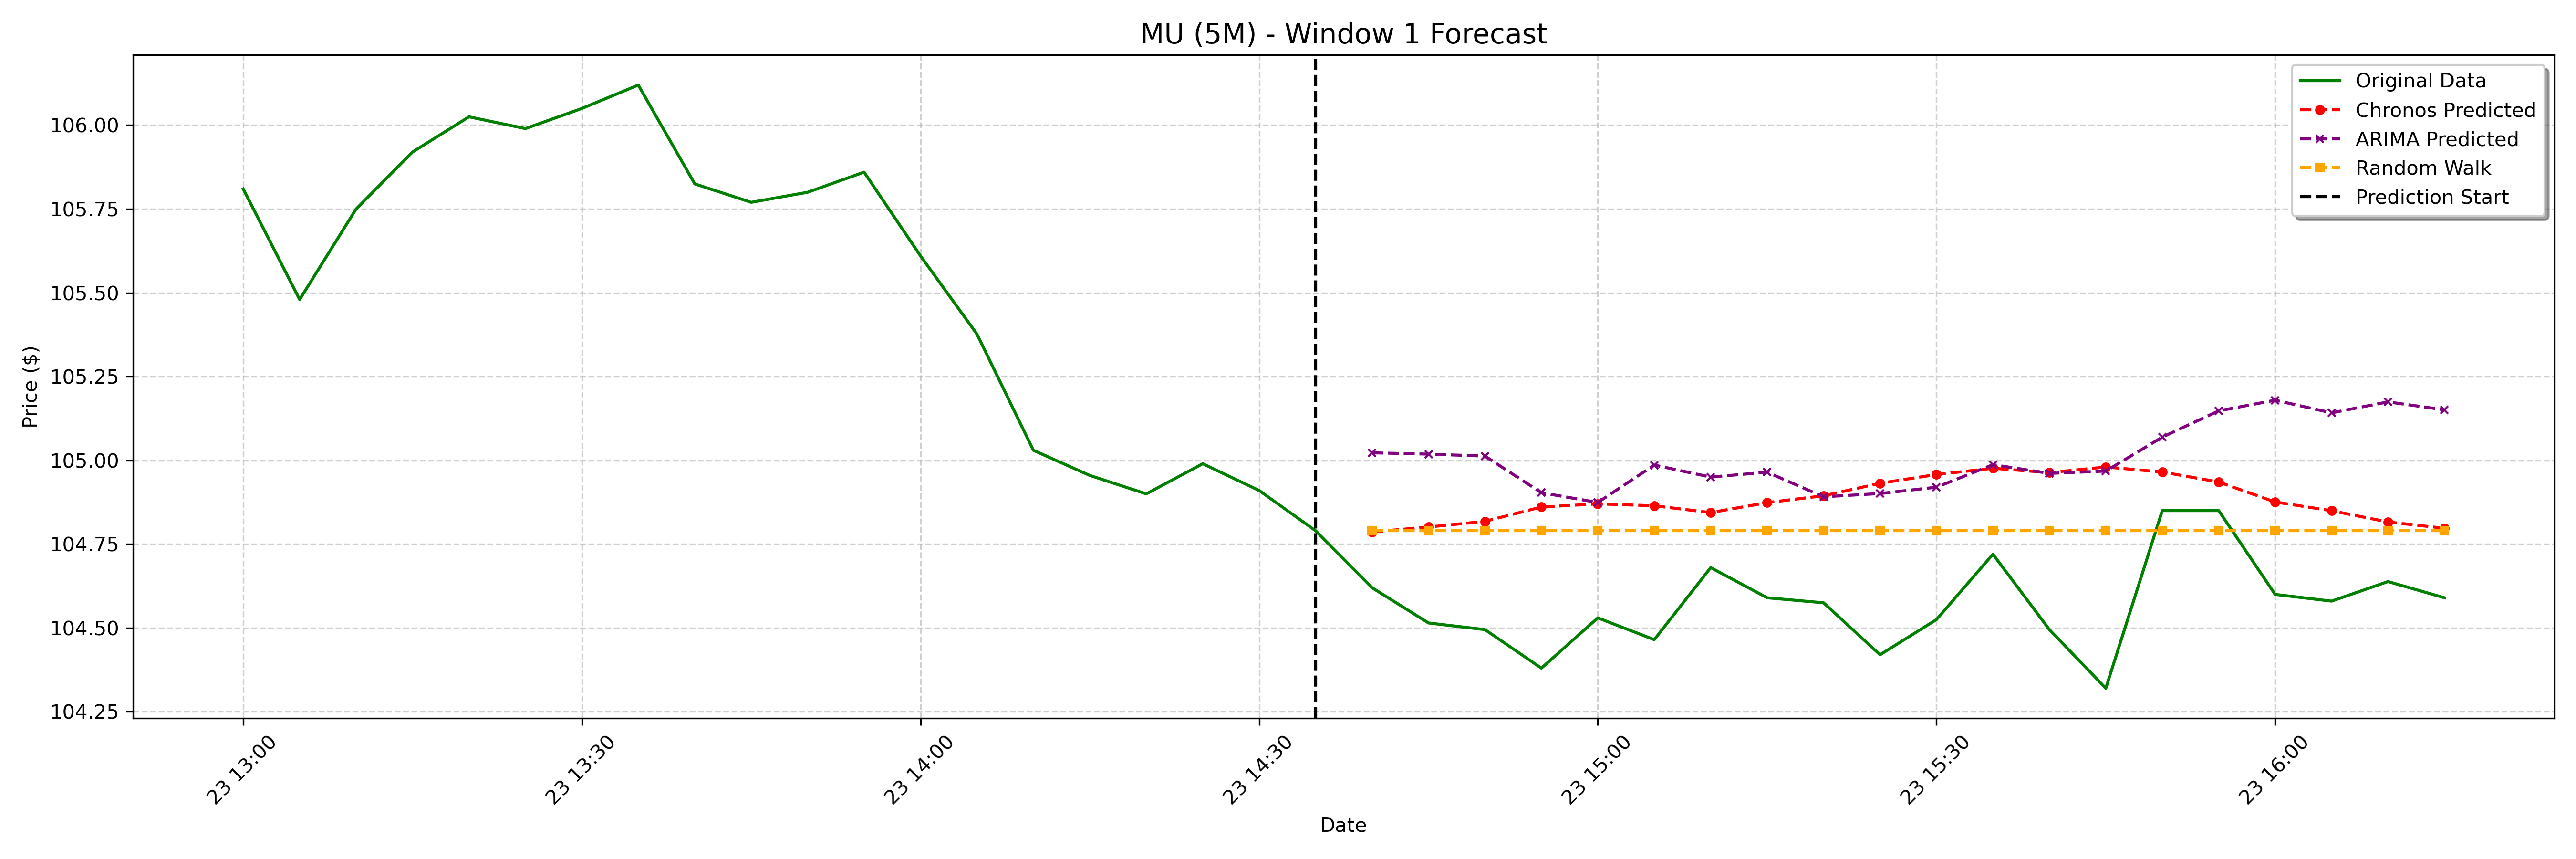 MU (5M) - Window 1 Forecast
Original Data
Chronos Predicted
ARIMA Predicted
Random Walk
Prediction Start
Price ($)
106.00
105.75
105.50
105.25
105.00
104.75
104.50
104.25
23 13:00
23 13:30
23 14:00
23 14:30
23 15:00
23 15:30
23 16:00
Date